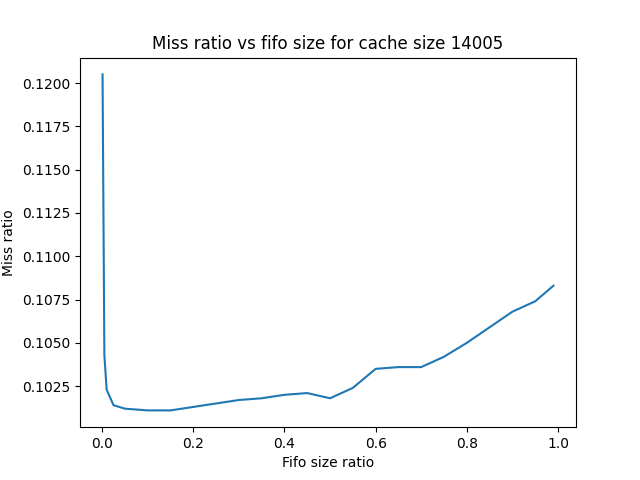 Miss ratio vs fifo size for cache size 14005
0.1200
0.1175
0.1150
0.1125
0.1100
0.1075
0.1050
0.1025
Miss ratio
0.0 0.2 0.4 0.6 0.8 1.0
Fifo size ratio